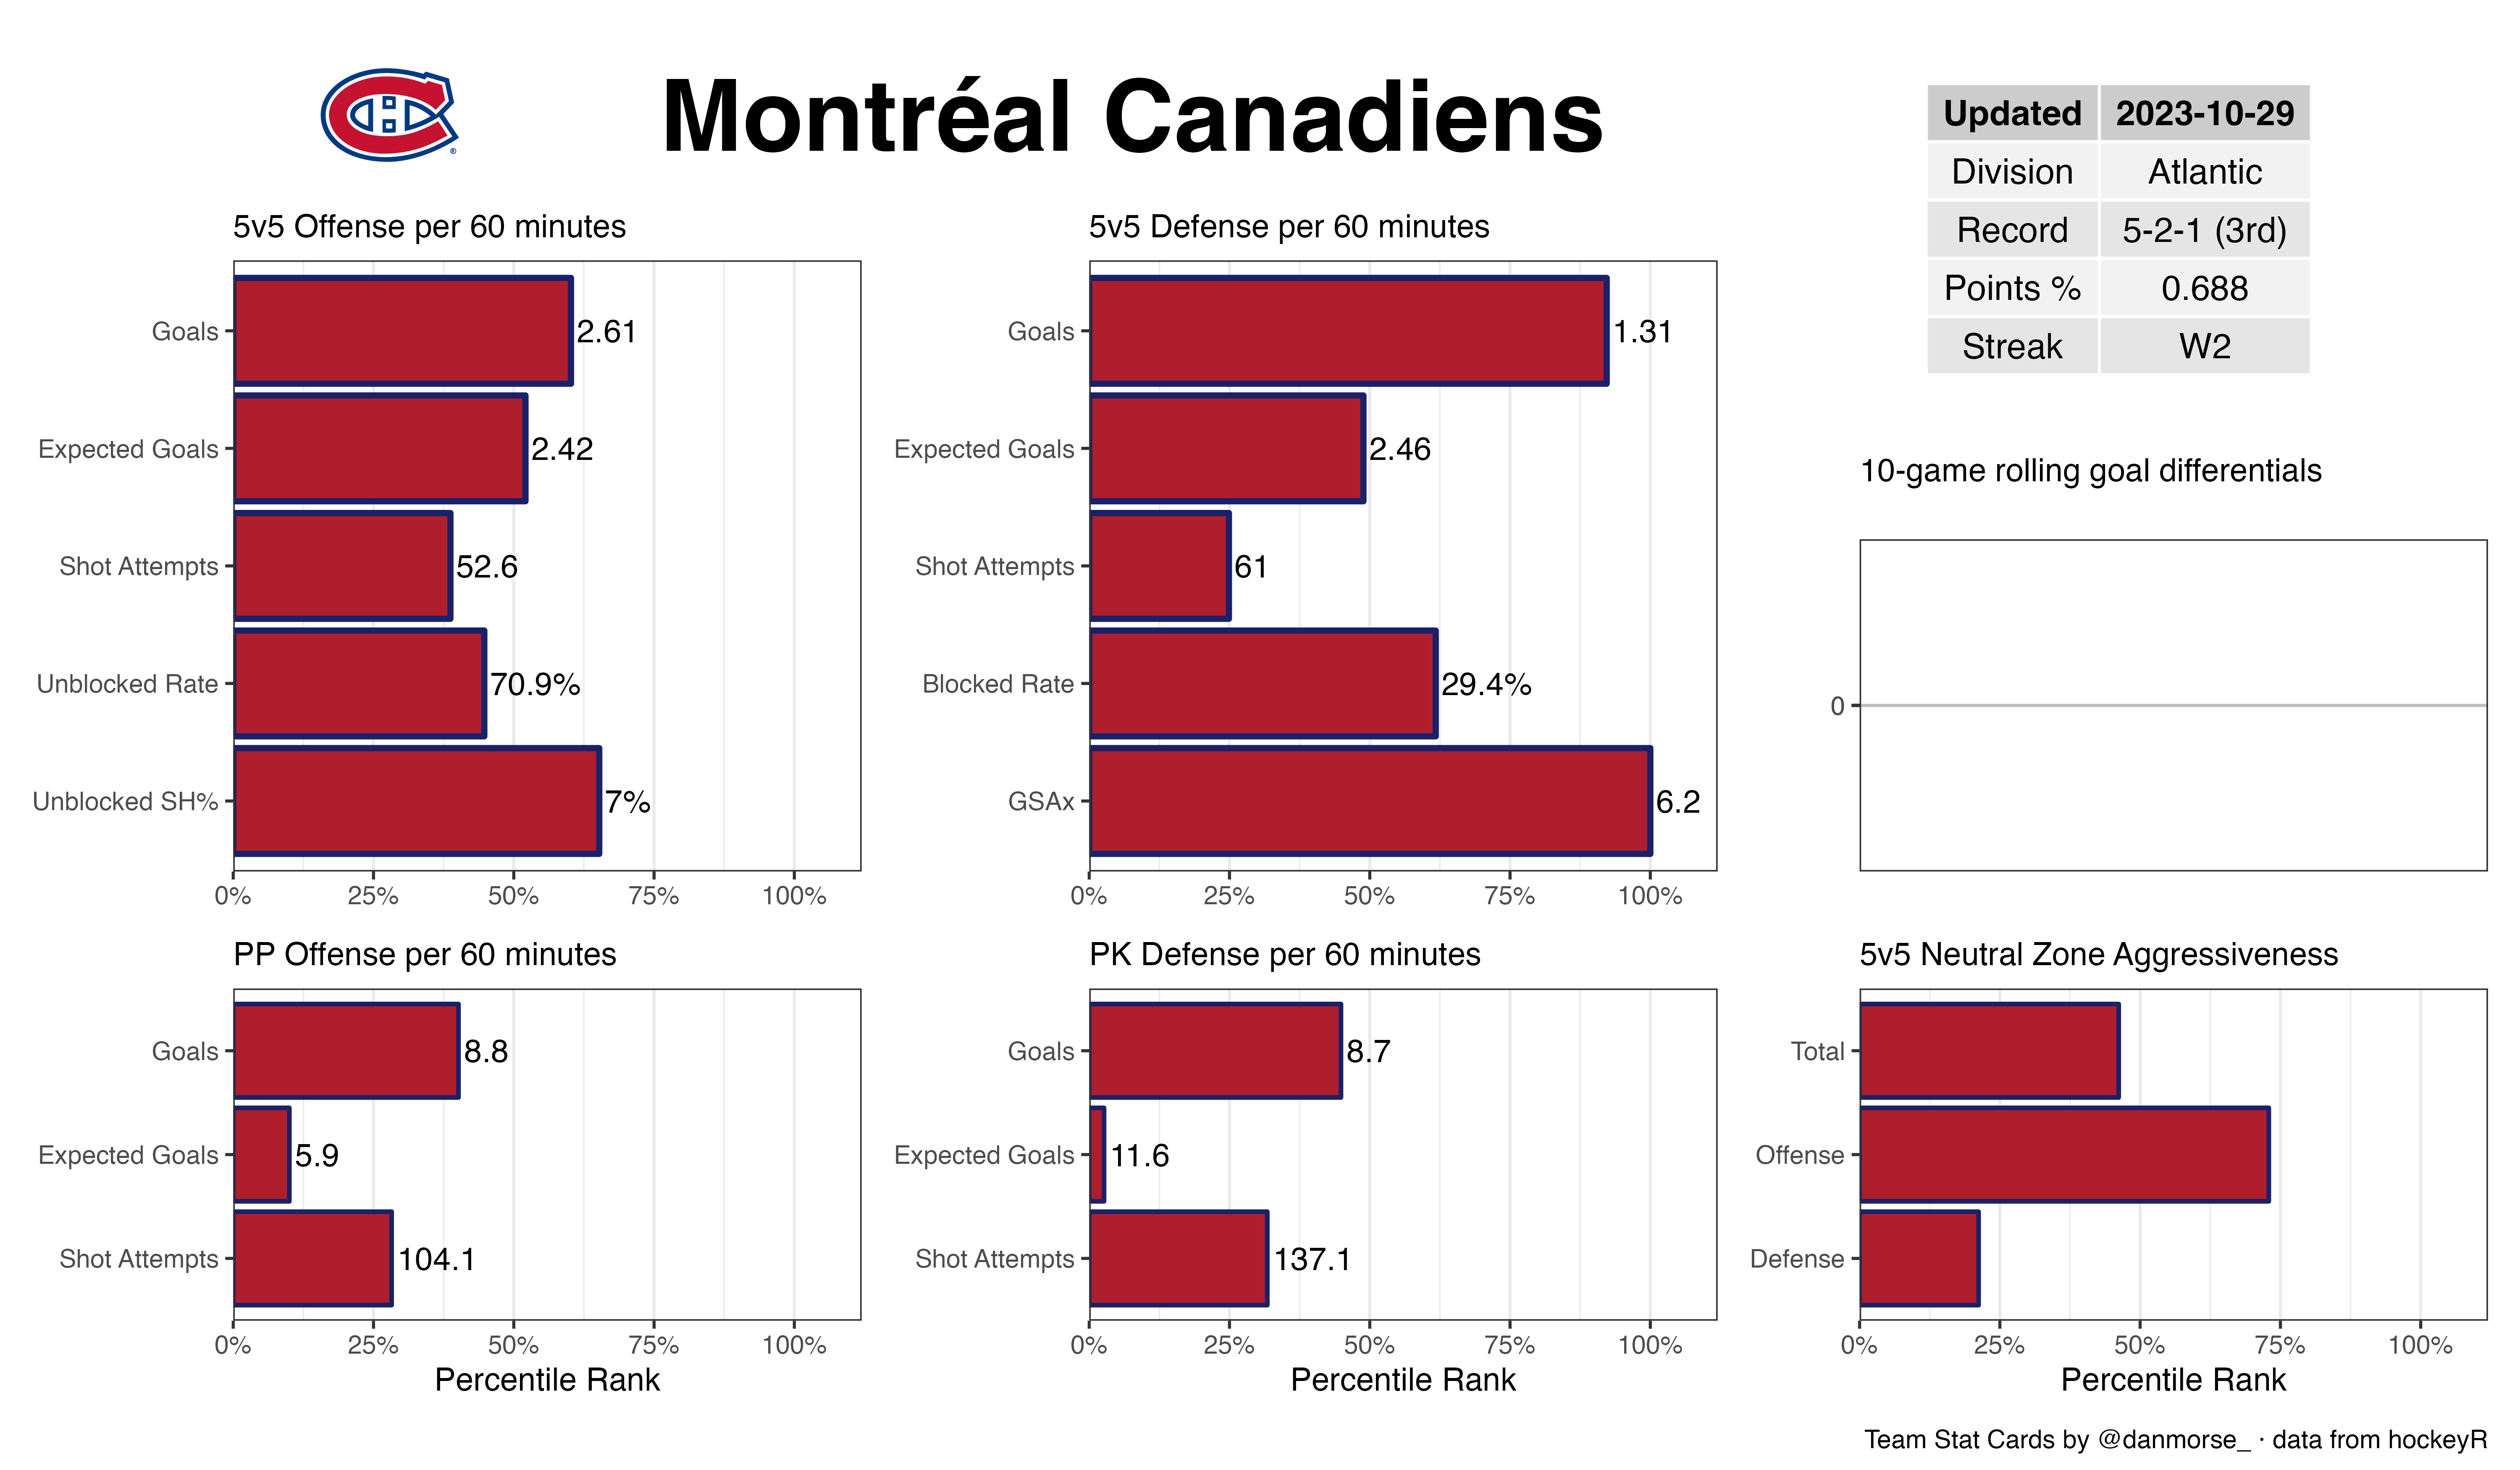 Montréal Canadiens
Updated 2023-10-29
Division Atlantic
Record 5-2-1 (3rd)
Points % 0.688
Streak W2
5v5 Offense per 60 minutes
Goals 2.61
Expected Goals 2.42
Shot Attempts 52.6
Unblocked Rate 70.9%
Unblocked SH% 7%
0% 25% 50% 75% 100%
5v5 Defense per 60 minutes
Goals 1.31
Expected Goals 2.46
Shot Attempts 61
Blocked Rate 29.4%
GSAx 6.2
0% 25% 50% 75% 100%
10-game rolling goal differentials
0
PP Offense per 60 minutes
Goals 8.8
Expected Goals 5.9
Shot Attempts 104.1
0% 25% 50% 75% 100%
Percentile Rank
PK Defense per 60 minutes
Goals 8.7
Expected Goals 11.6
Shot Attempts 137.1
0% 25% 50% 75% 100%
Percentile Rank
5v5 Neutral Zone Aggressiveness
Total
Offense
Defense
0% 25% 50% 75% 100%
Percentile Rank
Team Stat Cards by @danmorse_ · data from hockeyR